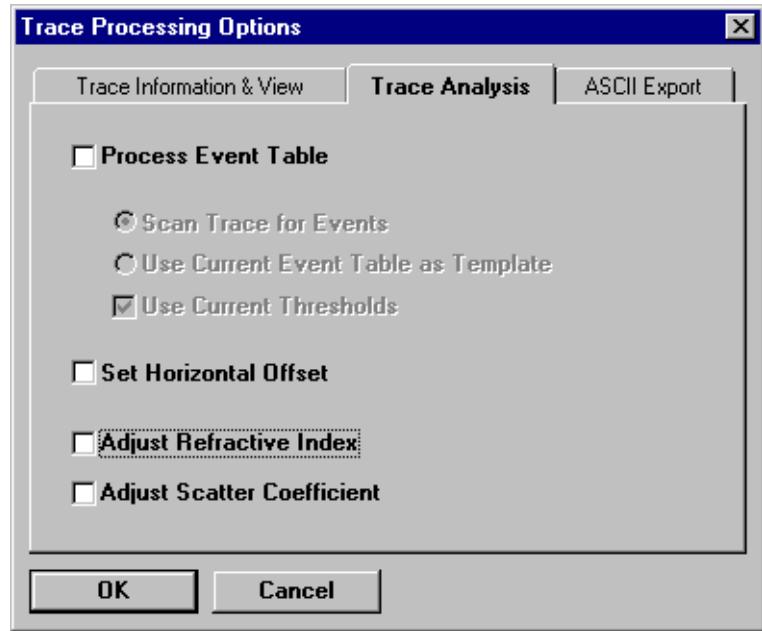 Trace Processing Options
Trace Information & View
Trace Analysis
ASCII Export
Process Event Table
Scan Trace for Events
Use Current Event Table as Template
Use Current Thresholds
Set Horizontal Offset
Adjust Refractive Index
Adjust Scatter Coefficient
OK
Cancel